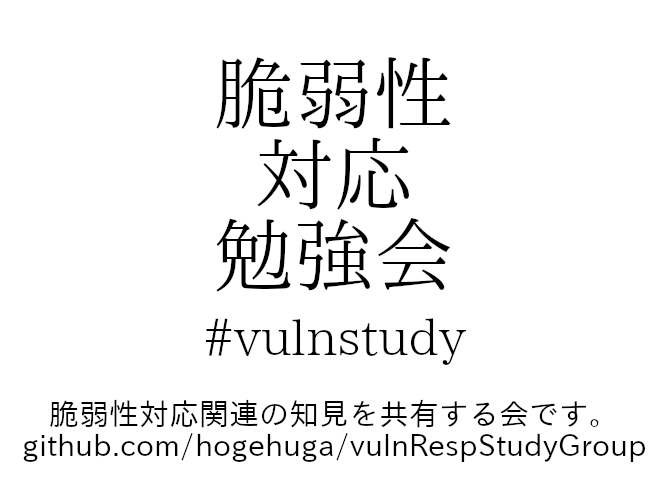 脆弱性
対応
勉強会
#vulnstudy
脆弱性対応関連の知見を共有する会です。
github.com/hogehuga/vulnRespStudyGroup